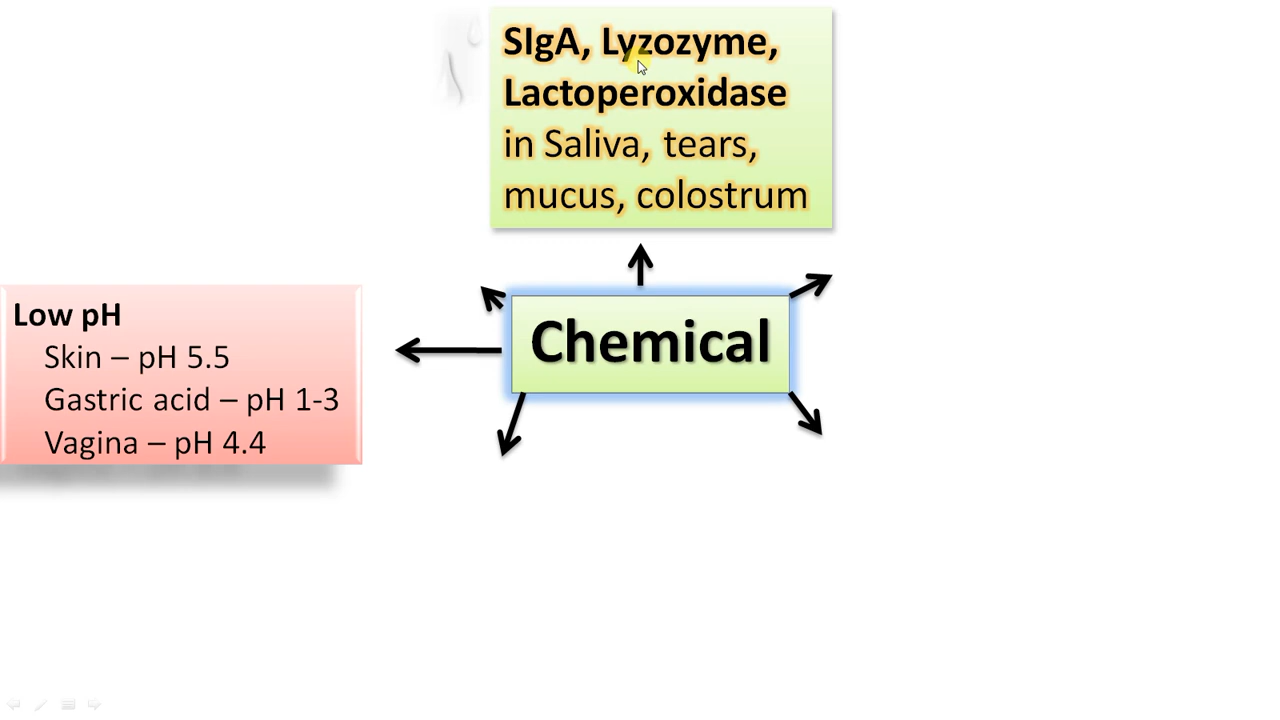 SIgA, Lyzozyme,
Lactoperoxidase
in Saliva, tears,
mucus, colostrum
Chemical
Low pH
Skin – pH 5.5
Gastric acid – pH 1-3
Vagina – pH 4.4